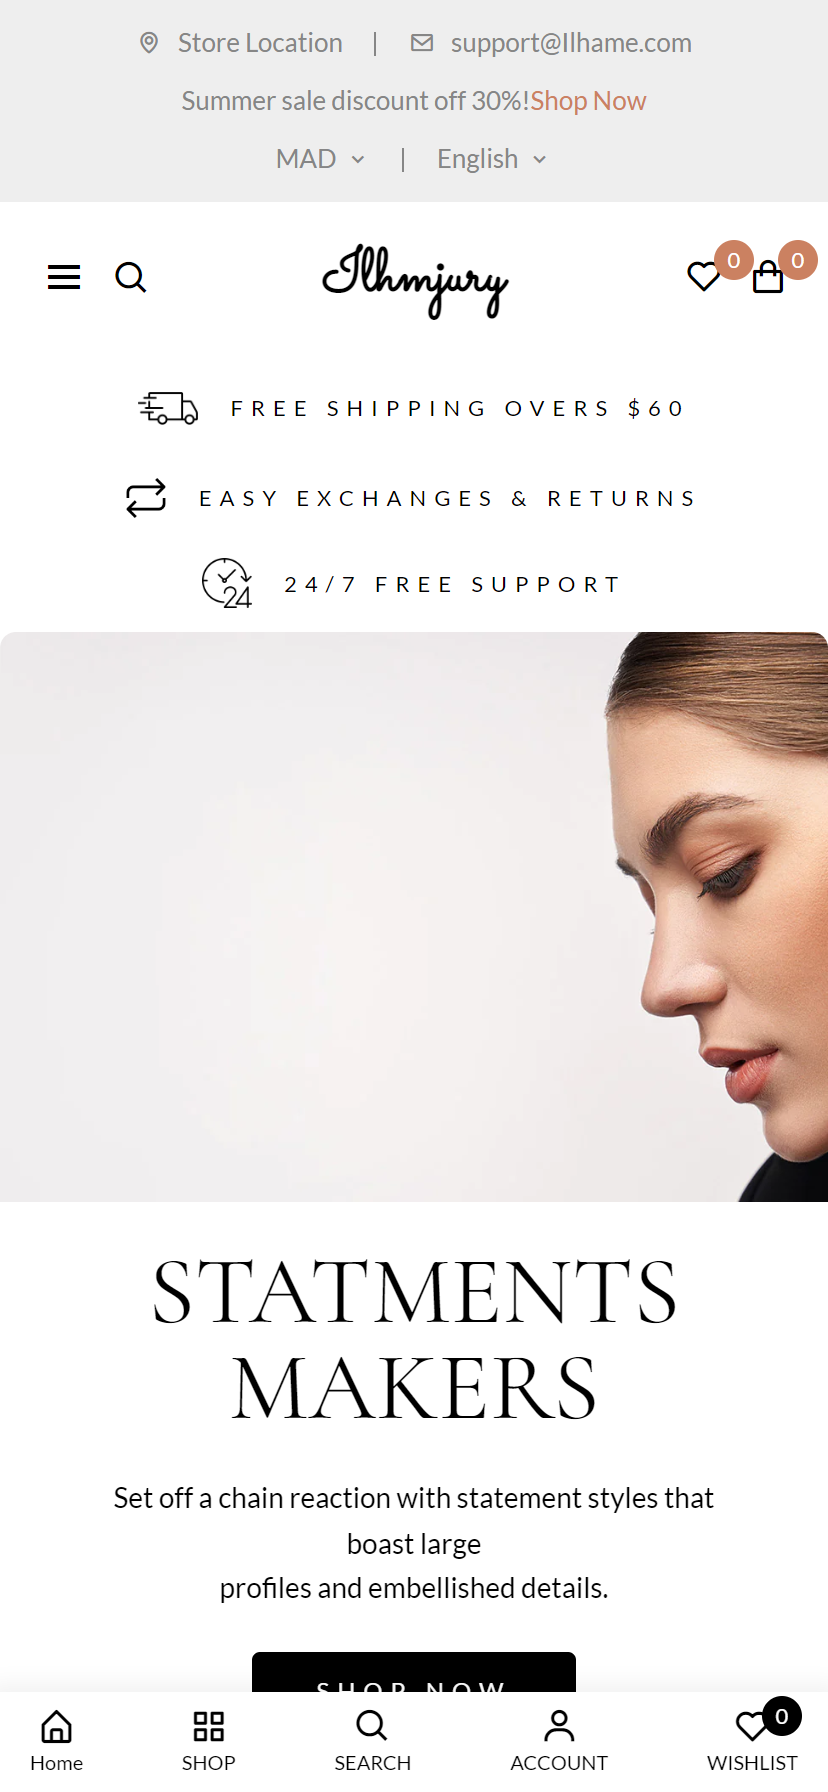 Store Location | support@Ilhame.com
Summer sale discount off 30%!Shop Now
MAD | English
Ilhmjury
0
0
FREE SHIPPING OVERS $60
EASY EXCHANGES & RETURNS
24
24/7 FREE SUPPORT
STATMENTS
MAKERS
Set off a chain reaction with statement styles that
boast large
profiles and embellished details.
SHOP NOW
0
Home
SHOP
SEARCH
ACCOUNT
WISHLIST